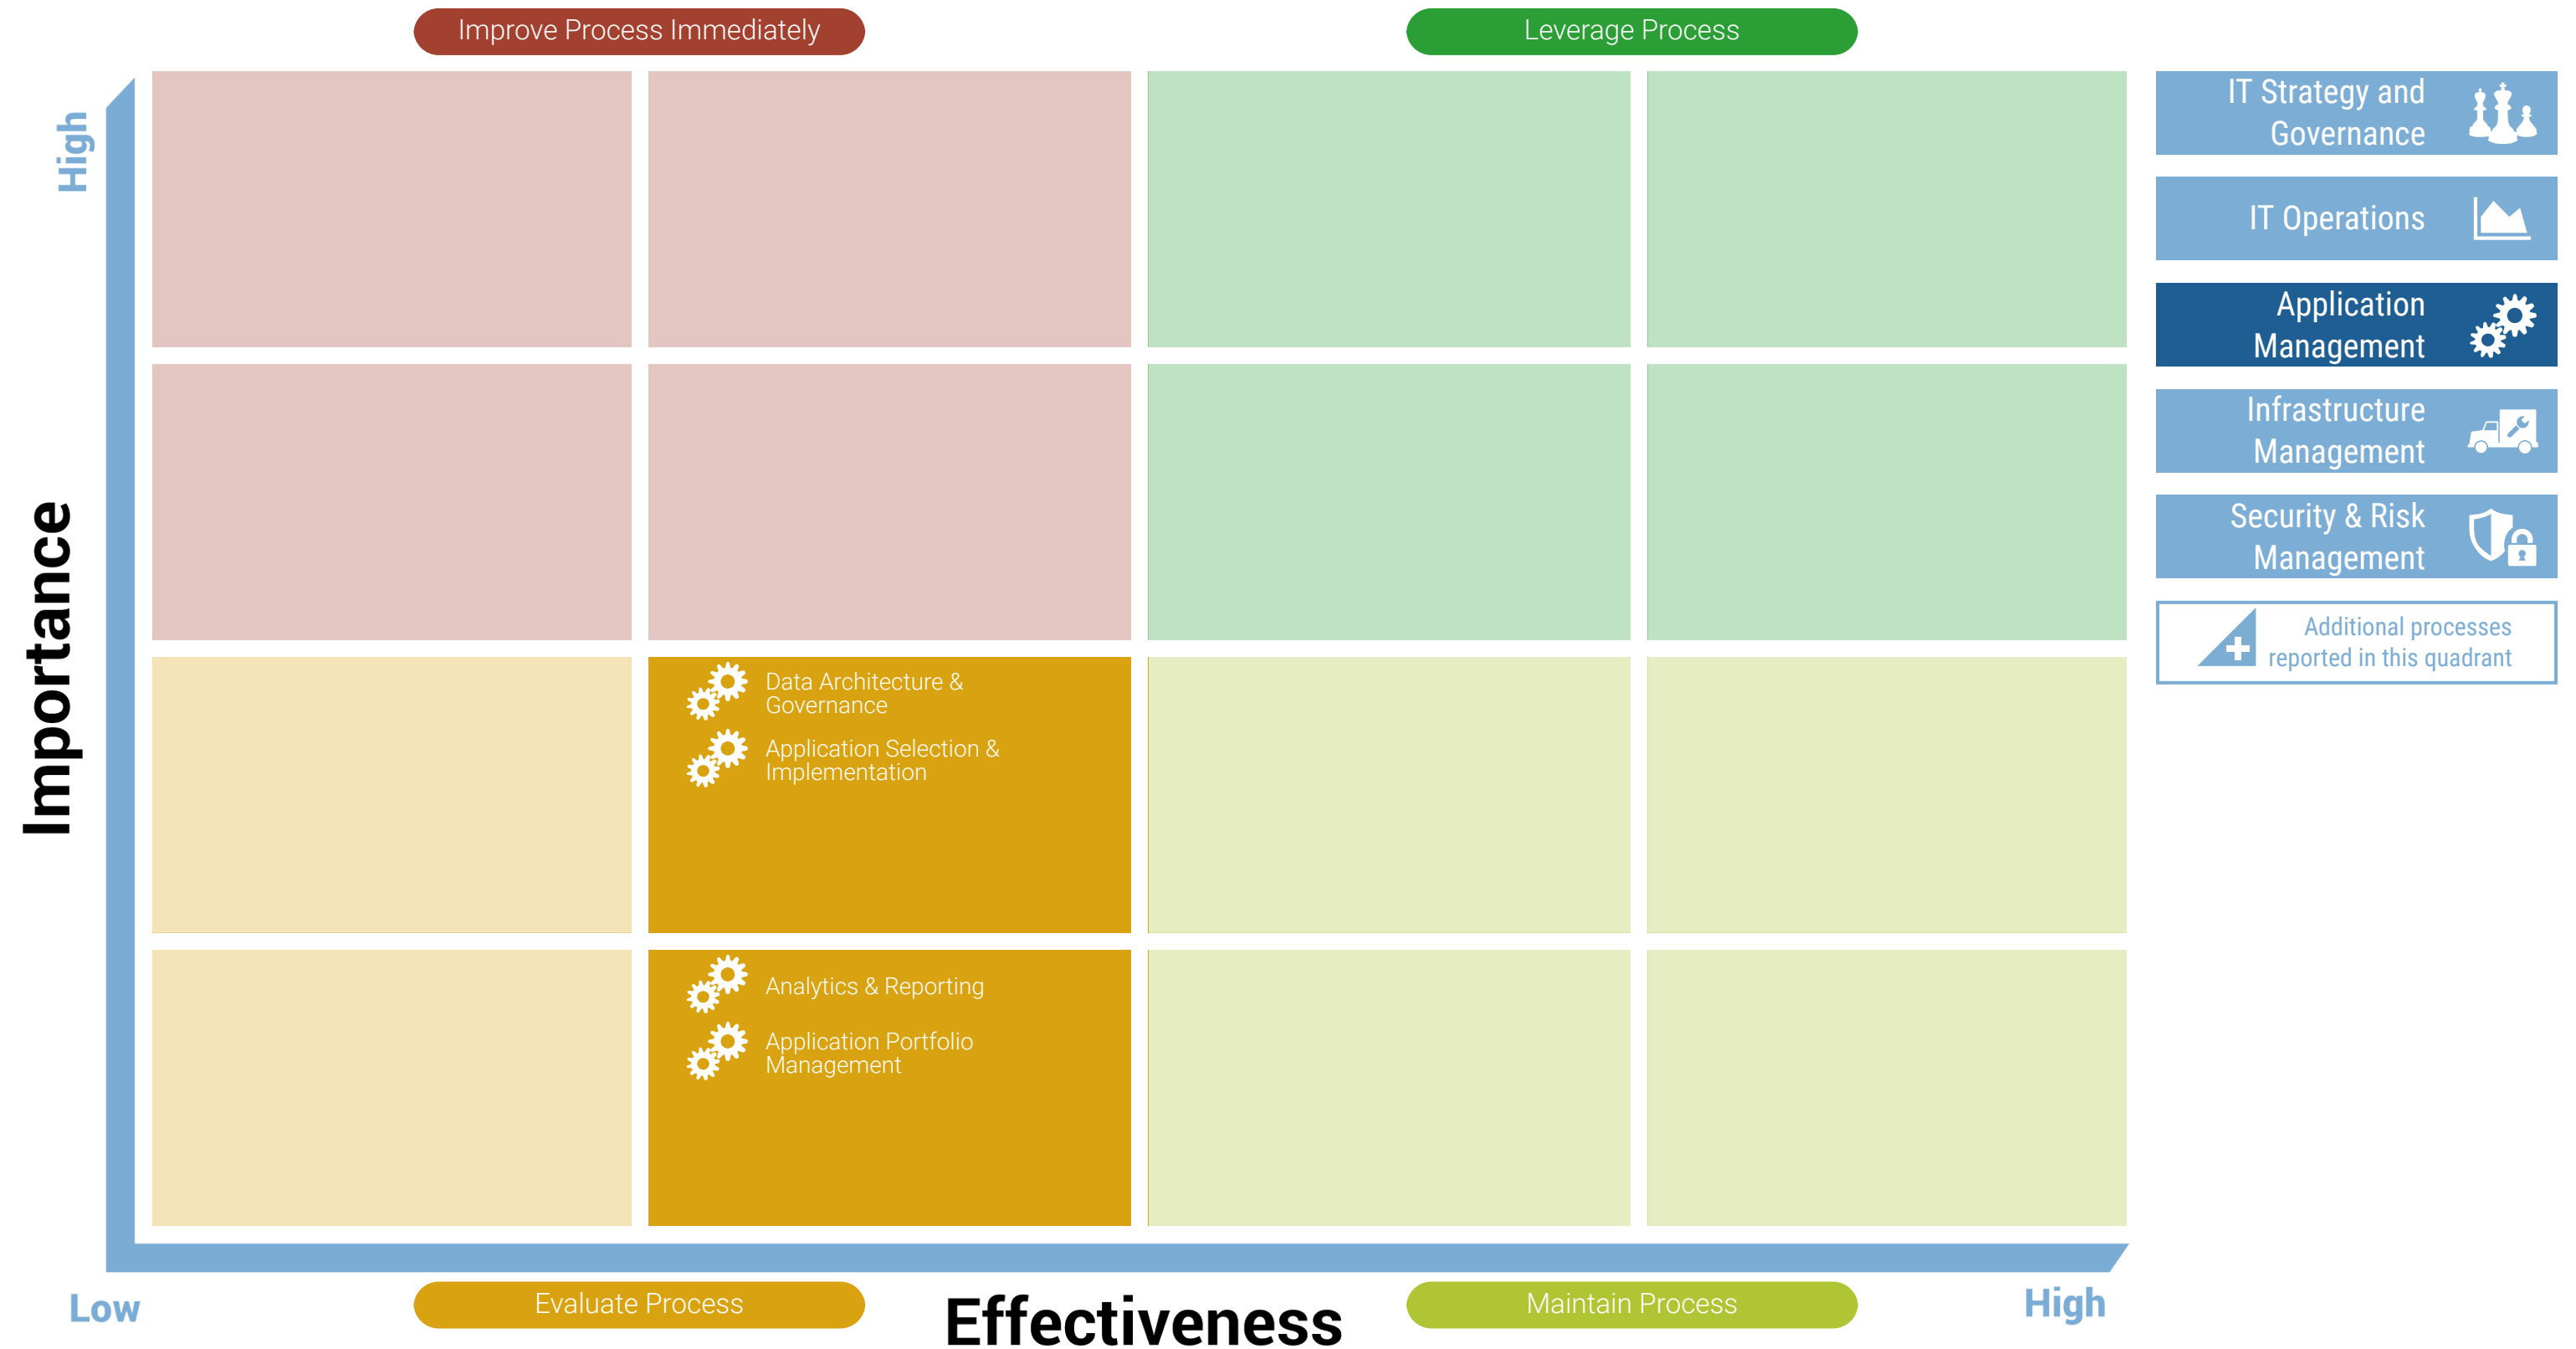 Improve Process Immediately
Leverage Process
High
Importance
IT Strategy and
Governance
IT Operations
Application
Management
Infrastructure
Management
Security & Risk
Management
Additional processes
reported in this quadrant
Data Architecture &
Governance
Application Selection &
Implementation
Analytics & Reporting
Application Portfolio
Management
Low
Evaluate Process
Effectiveness
Maintain Process
High